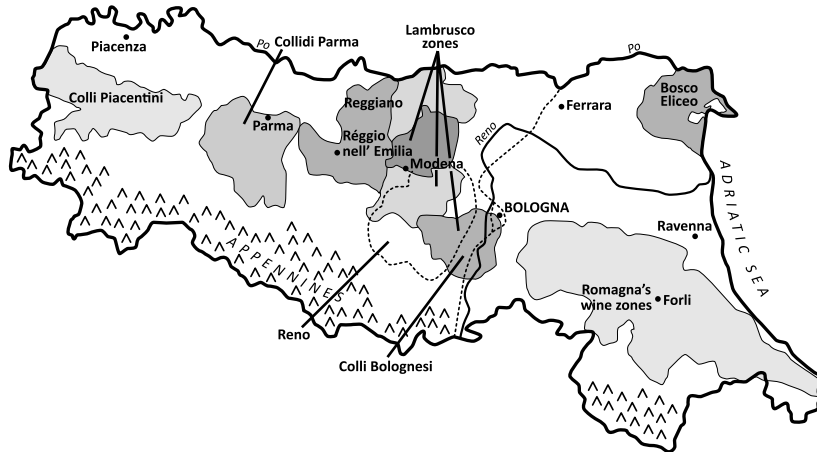 Lambrusco
zones
Po
Collidi Parma
Piacenza
Po
Colli Piacentini
Reggiano
Bosco
Eliceo
Ferrara
Parma
Reno
Réggio
nell' Emilia
Modena
ADRIATIC SEA
BOLOGNA
Ravenna
APPENNINES
Romagna's
wine zones
Forli
Reno
Colli Bolognesi